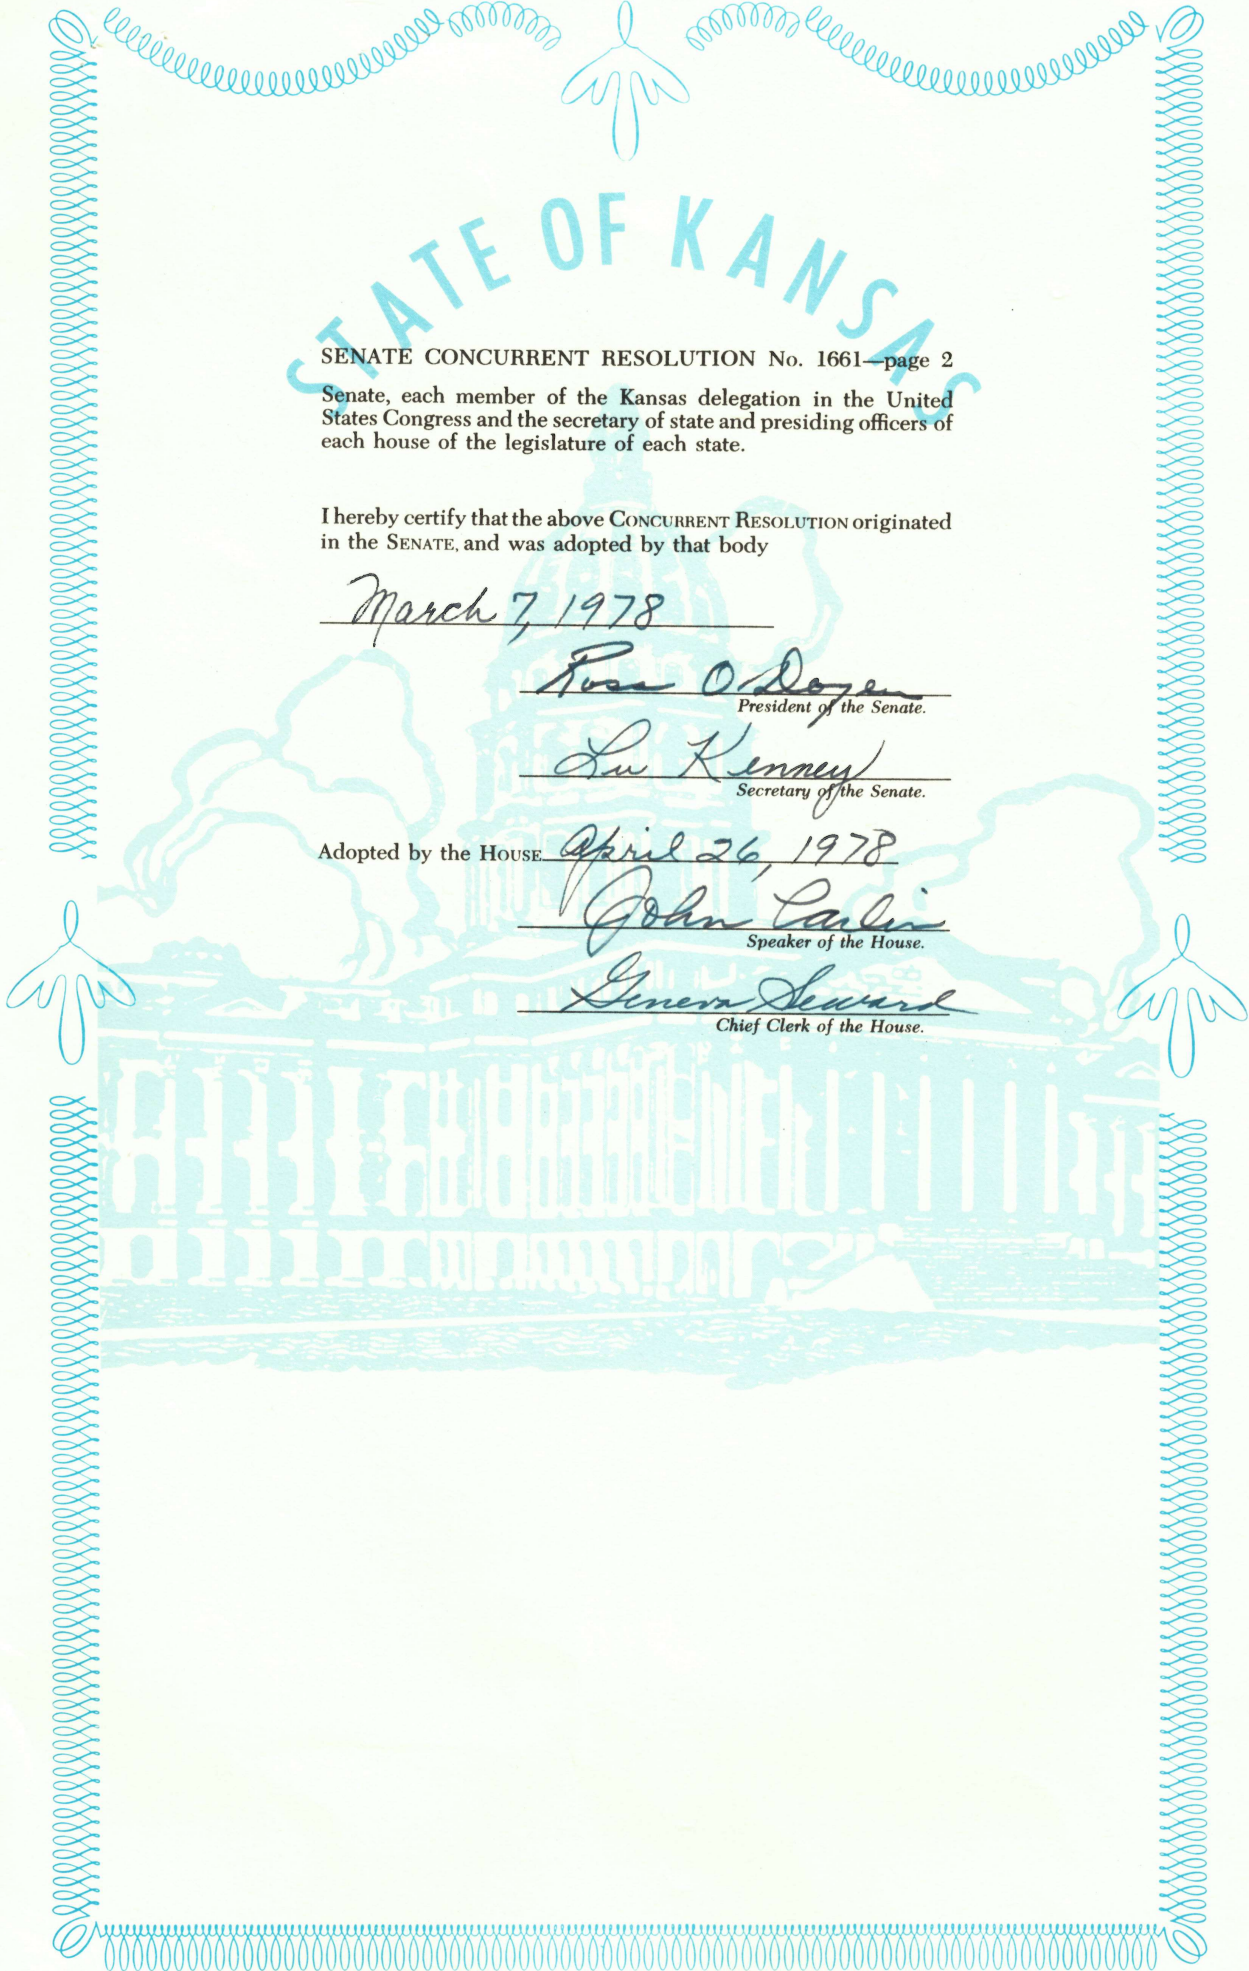 STATE OF KANSAS
SENATE CONCURRENT RESOLUTION No. 1661—page 2
Senate, each member of the Kansas delegation in the United
States Congress and the secretary of state and presiding officers of
each house of the legislature of each state.
I hereby certify that the above CONCURRENT RESOLUTION originated
in the SENATE, and was adopted by that body
March 7, 1978
Ross O Doyen
President of the Senate.
Lu Kenney
Secretary of the Senate.
Adopted by the HOUSE April 26, 1978
John Carlin
Speaker of the House.
Geneva Seward
Chief Clerk of the House.